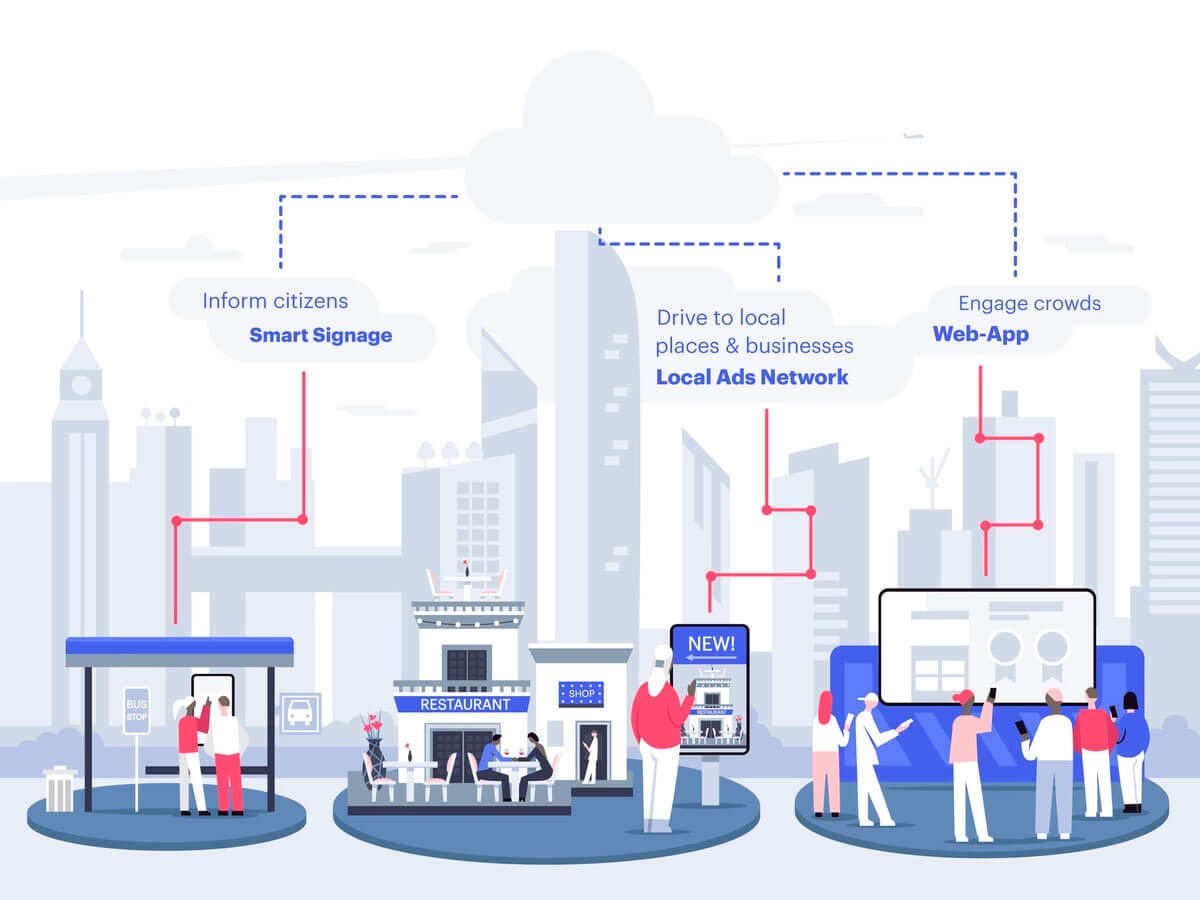 Inform citizens
Smart Signage
Drive to local
places & businesses
Local Ads Network
Engage crowds
Web-App
BUS
STOP
RESTAURANT
SHOP
NEW!
RESTAURANT